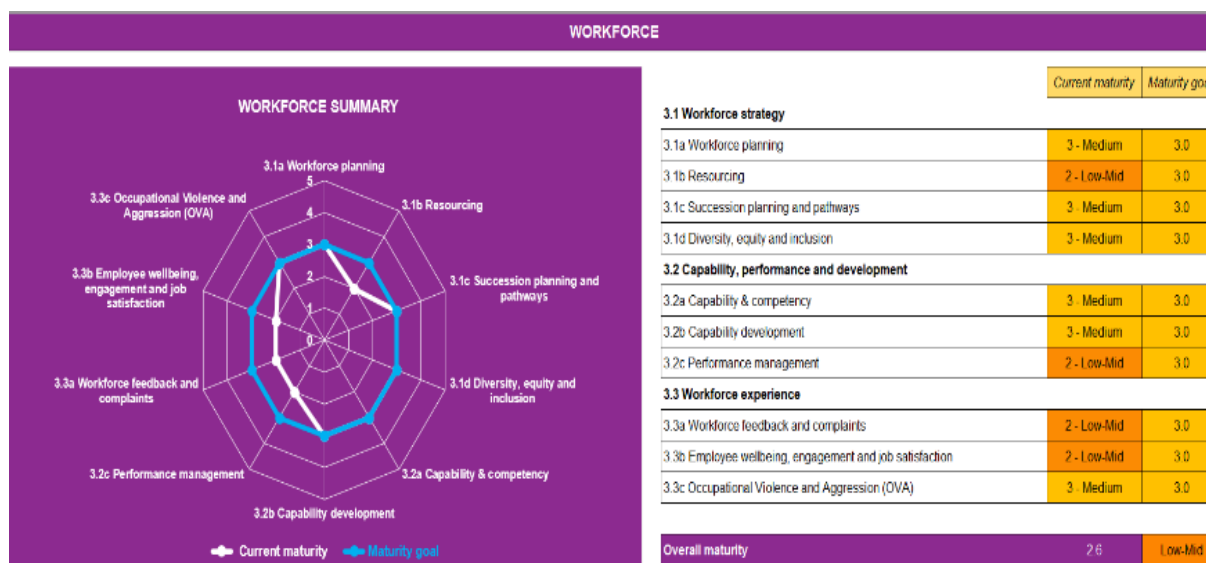 WORKFORCE
WORKFORCE SUMMARY
3.1a Workforce planning
3.1b Resourcing
3.1c Succession planning and
pathways
3.1d Diversity, equity and
inclusion
3.2a Capability & competency
3.2b Capability development
3.2c Performance management
3.3a Workforce feedback and
complaints
3.3b Employee wellbeing,
engagement and job
satisfaction
3.3c Occupational Violence and
Aggression (OVA)
5
4
3
2
1
0
Current maturity Maturity goal
Current maturity Maturity goa
3.1 Workforce strategy
3.1a Workforce planning 3 - Medium 3.0
3.1b Resourcing 2 - Low-Mid 3.0
3.1c Succession planning and pathways 3 - Medium 3.0
3.1d Diversity, equity and inclusion 3 - Medium 3.0
3.2 Capability, performance and development
3.2a Capability & competency 3 - Medium 3.0
3.2b Capability development 3 - Medium 3.0
3.2c Performance management 2 - Low-Mid 3.0
3.3 Workforce experience
3.3a Workforce feedback and complaints 2 - Low-Mid 3.0
3.3b Employee wellbeing, engagement and job satisfaction 2 - Low-Mid 3.0
3.3c Occupational Violence and Aggression (OVA) 3 - Medium 3.0
Overall maturity 2.6 Low-Mid